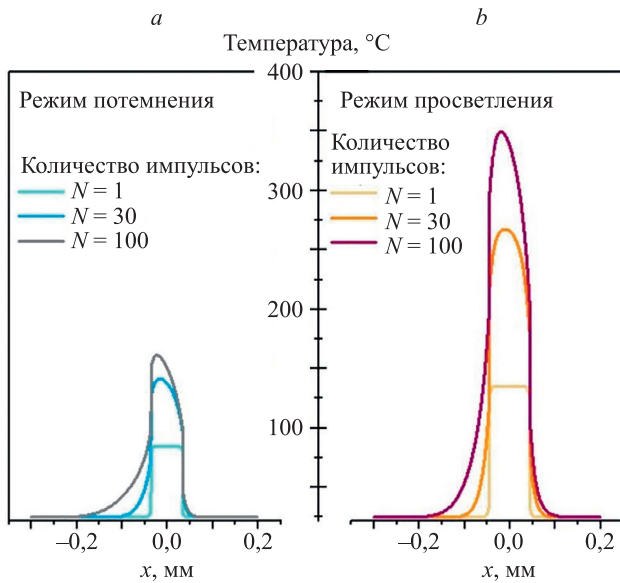 a
b
Температура, °C
Режим потемнения
Количество импульсов:
N = 1
N = 30
N = 100
400
300
200
100
Режим просветления
Количество
импульсов:
N = 1
N = 30
N = 100
–0,2 0,0 0,2
x, мм
–0,2 0,0 0,2
x, мм